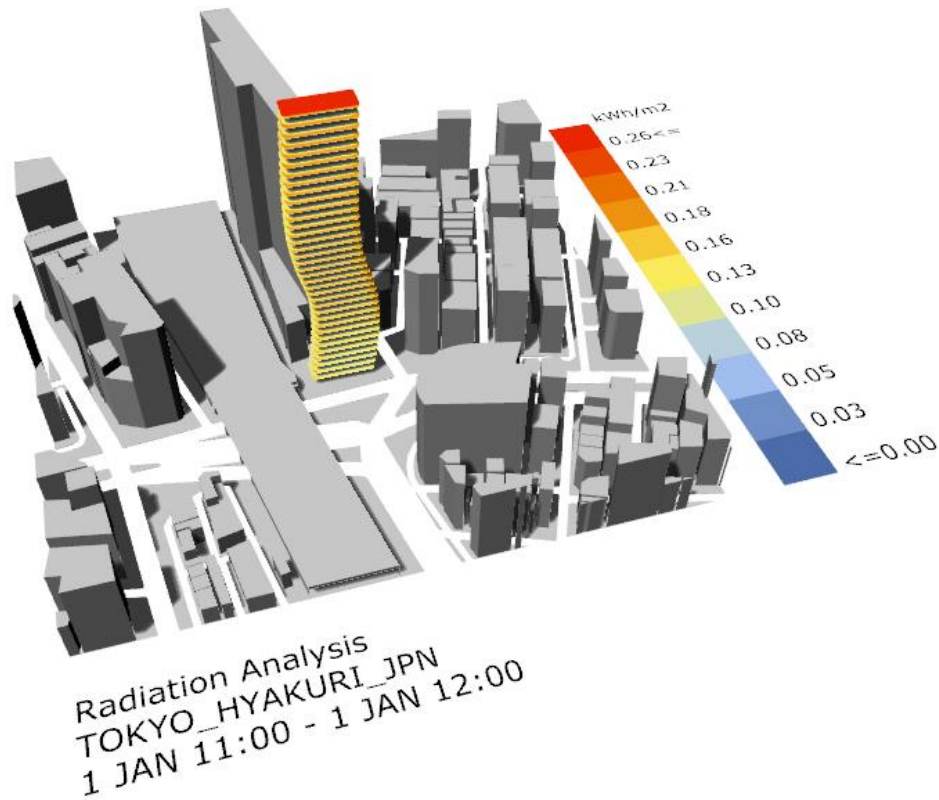 kWh/m2
0.26<=
0.23
0.21
0.18
0.16
0.13
0.10
0.08
0.05
0.03
<=0.00
Radiation Analysis
TOKYO_HYAKURI_JPN
1 JAN 11:00 - 1 JAN 12:00